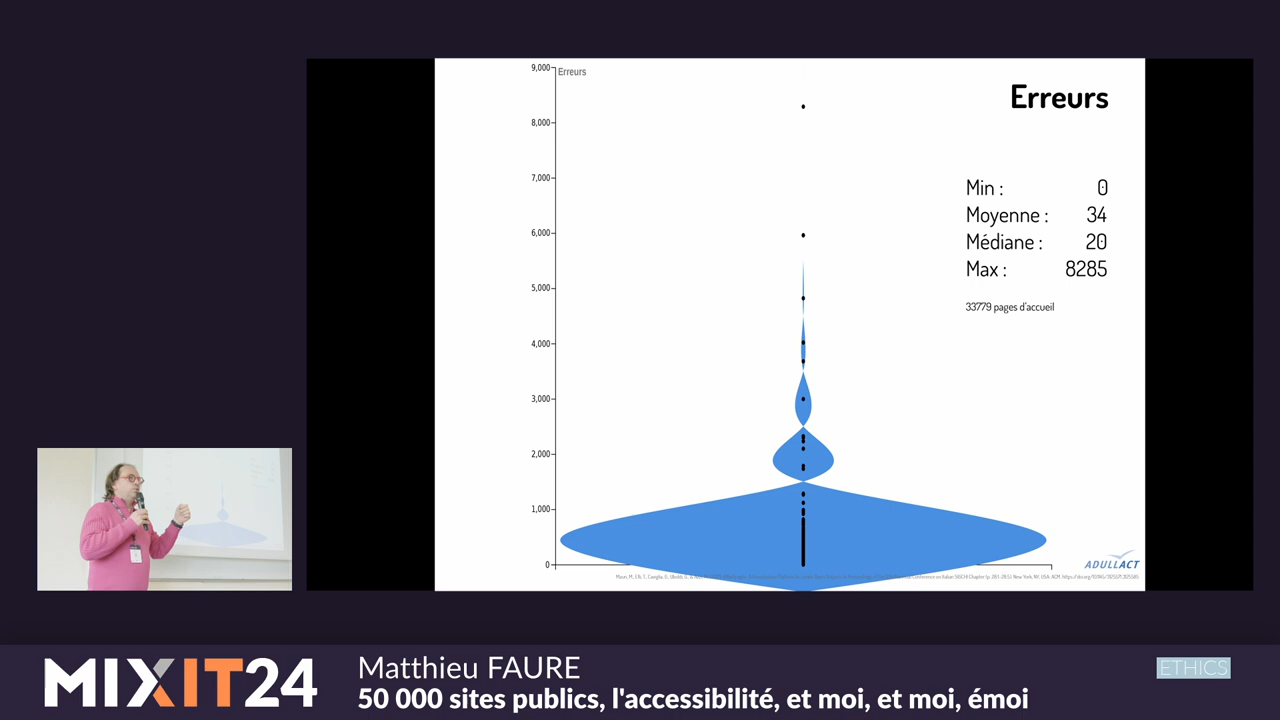 9,000
Erreurs
8,000
7,000
6,000
5,000
4,000
3,000
2,000
1,000
0
Erreurs
Min : 0
Moyenne : 34
Médiane : 20
Max : 8285
33779 pages d'accueil
ADULLACT
MIXIT24
Matthieu FAURE
50 000 sites publics, l'accessibilité, et moi, et moi, émoi
ETHICS